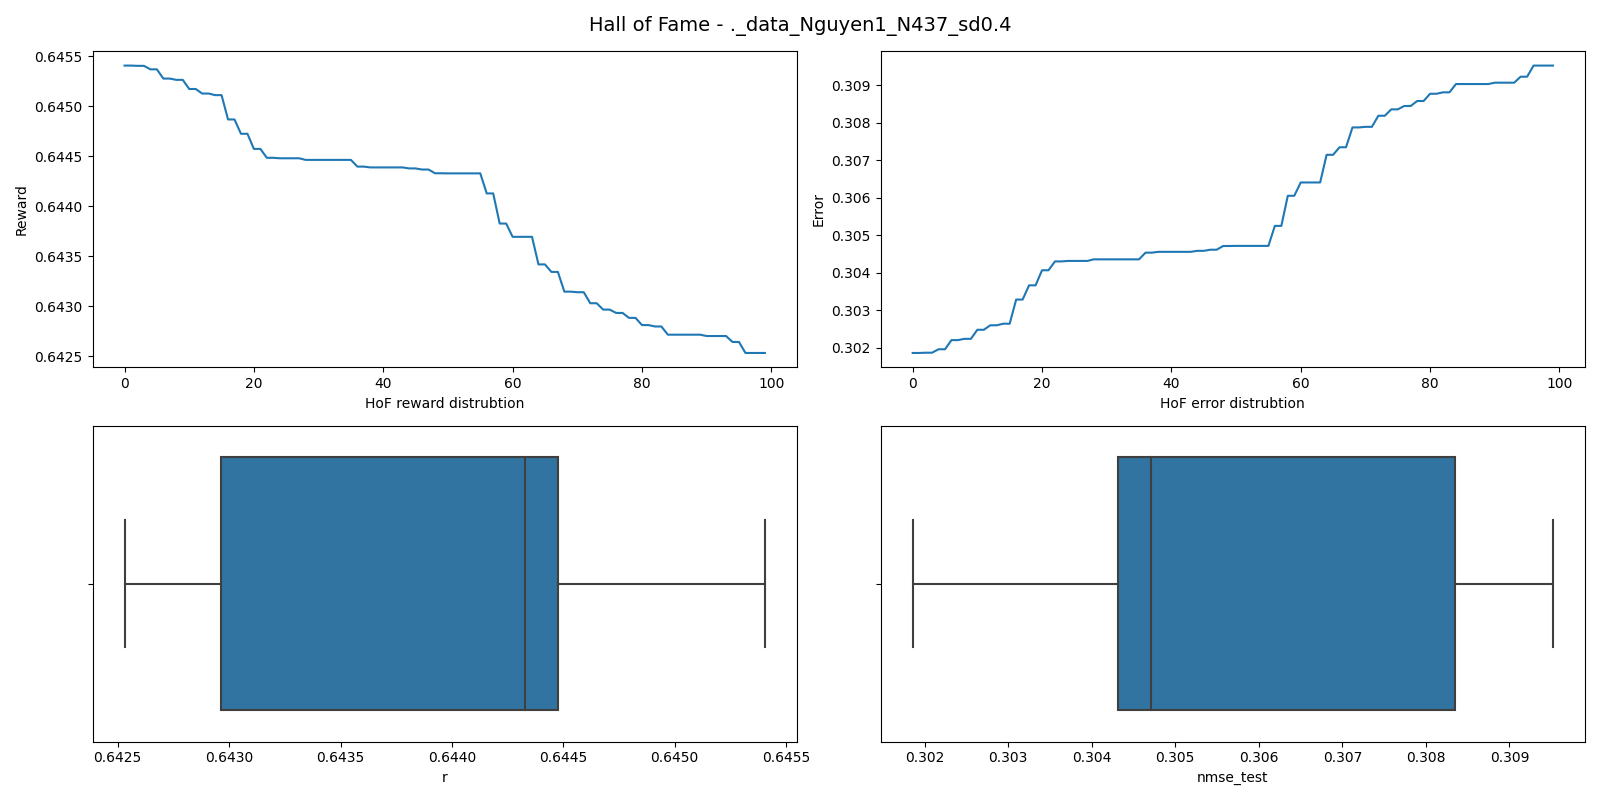 Hall of Fame - ._data_Nguyen1_N437_sd0.4
0.6455
0.6450
0.6445
0.6440
0.6435
0.6430
0.6425
Reward
0 20 40 60 80 100
HoF reward distrubtion
0.309
0.308
0.307
0.306
0.305
0.304
0.303
0.302
Error
0 20 40 60 80 100
HoF error distrubtion
0.6425 0.6430 0.6435 0.6440 0.6445 0.6450 0.6455
r
0.302 0.303 0.304 0.305 0.306 0.307 0.308 0.309
nmse_test